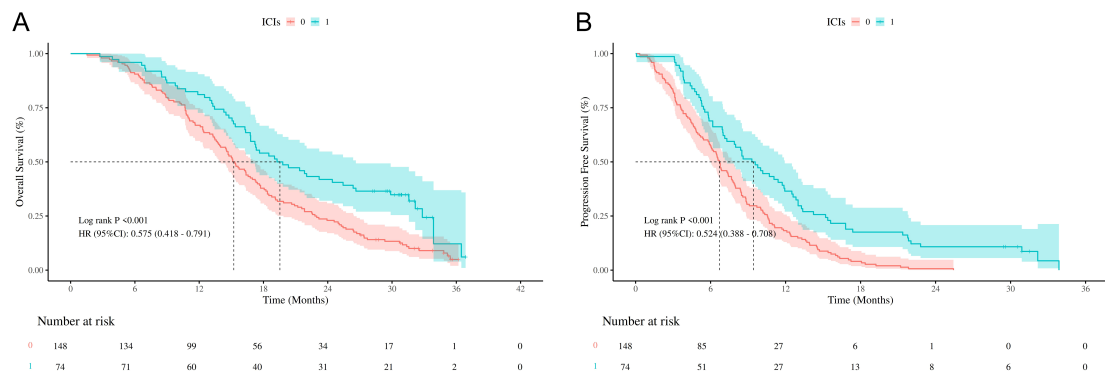 A
ICIs 0 1
1.00
0.75
0.50
0.25
0.00
Overall Survival (%)
Log rank P <0.001
HR (95%CI): 0.575 (0.418 - 0.791)
0 6 12 18 24 30 36 42
Time (Months)
Number at risk
0 148 134 99 56 34 17 1 0
1 74 71 60 40 31 21 2 0
B
ICIs 0 1
1.00
0.75
0.50
0.25
0.00
Progression Free Survival (%)
Log rank P <0.001
HR (95%CI): 0.524 (0.388 - 0.708)
0 6 12 18 24 30 36
Time (Months)
Number at risk
0 148 85 27 6 1 0 0
1 74 51 27 13 8 6 0